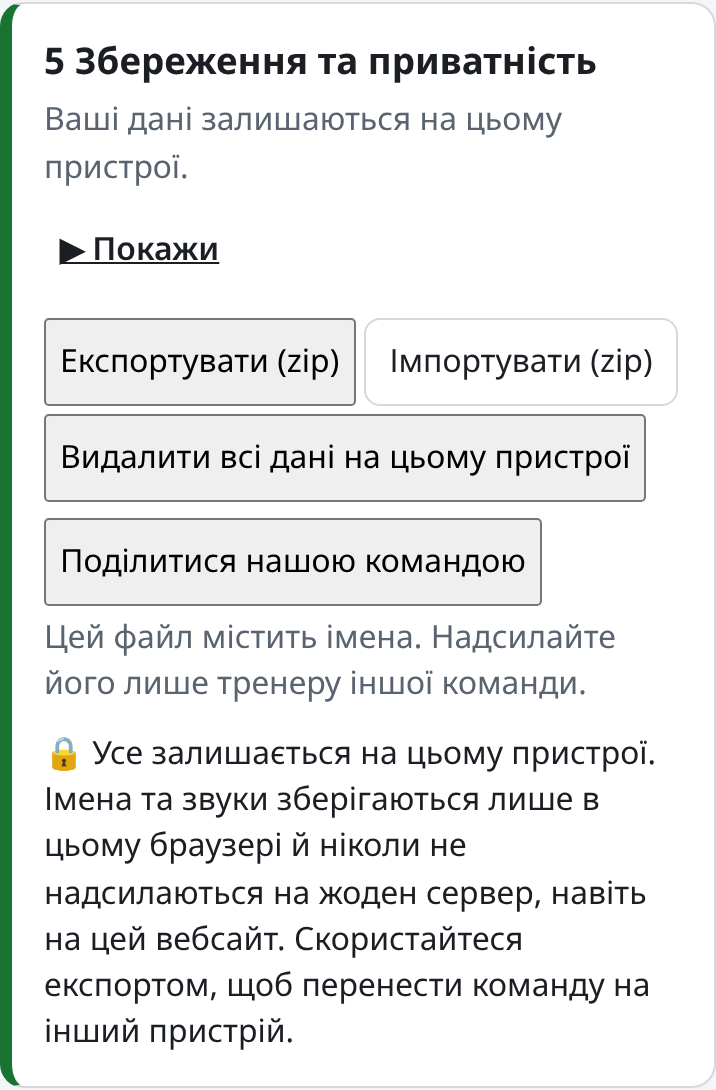 5 Збереження та приватність
Ваші дані залишаються на цьому
пристрої.
▶ Покажи
Експортувати (zip) Імпортувати (zip)
Видалити всі дані на цьому пристрої
Поділитися нашою командою
Цей файл містить імена. Надсилайте
його лише тренеру іншої команди.
🔒 Усе залишається на цьому пристрої.
Імена та звуки зберігаються лише в
цьому браузері й ніколи не
надсилаються на жоден сервер, навіть
на цей вебсайт. Скористайтеся
експортом, щоб перенести команду на
інший пристрій.